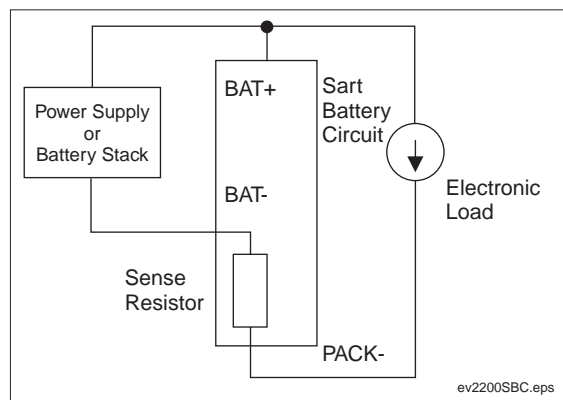 BAT+
Sart
Battery
Circuit
Power Supply
or
Battery Stack
BAT-
Electronic
Load
Sense
Resistor
PACK-
ev2200SBC.eps